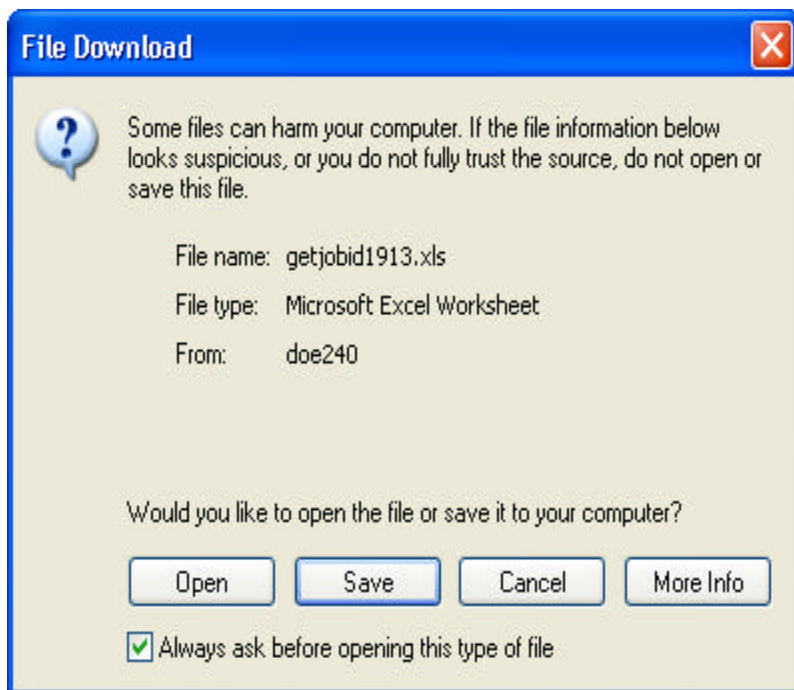 File Download
Some files can harm your computer. If the file information below
looks suspicious, or you do not fully trust the source, do not open or
save this file.
File name: getjobid1913.xls
File type: Microsoft Excel Worksheet
From: doe240
Would you like to open the file or save it to your computer?
Open Save Cancel More Info
Always ask before opening this type of file